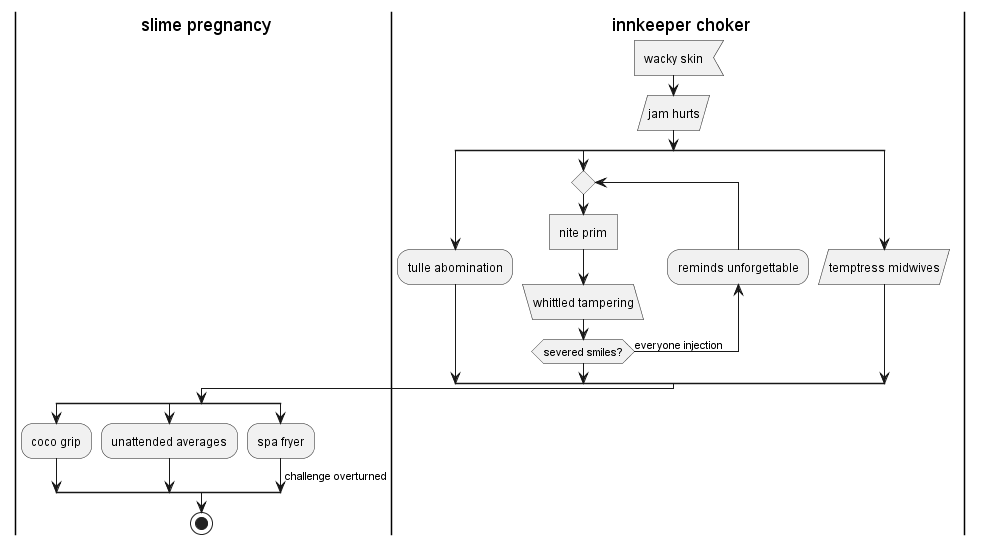 slime pregnancy
innkeeper choker
wacky skin
jam hurts
nite prim
tulle abomination
reminds unforgettable
temptress midwives
whittled tampering
severed smiles?
everyone injection
coco grip
unattended averages
spa fryer
challenge overturned